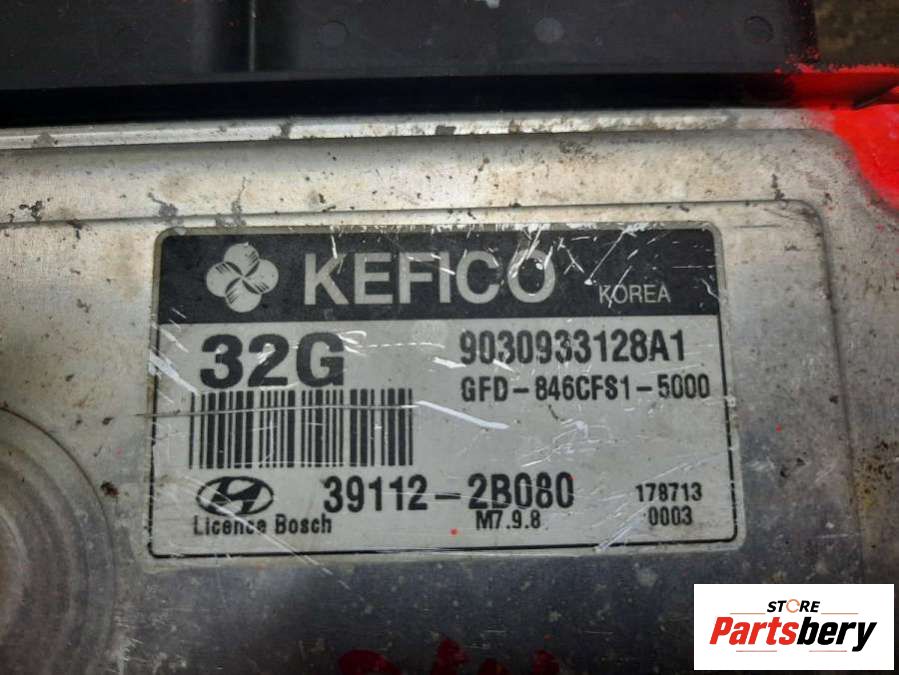 KEFICO KOREA
32G 9030933128A1
GFD-846CFS1-5000
39112-2B080 178713
Licence Bosch M7.9.8 0003
STORE
Partsbery